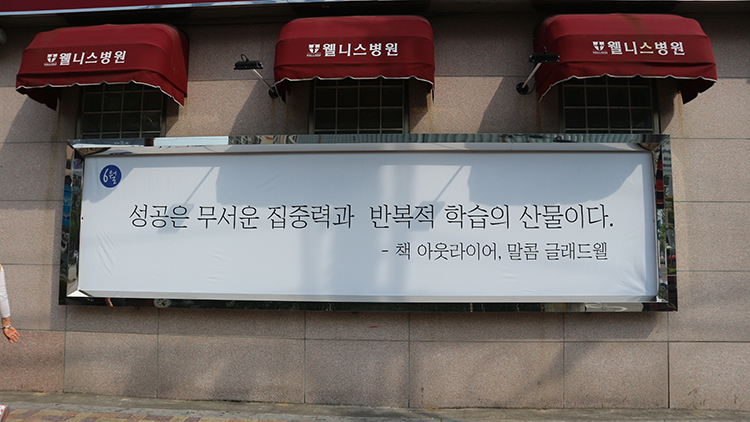 웰니스병원
웰니스병원
웰니스병원
6월
성공은 무서운 집중력과 반복적 학습의 산물이다.
- 책 아웃라이어, 말콤 글래드웰